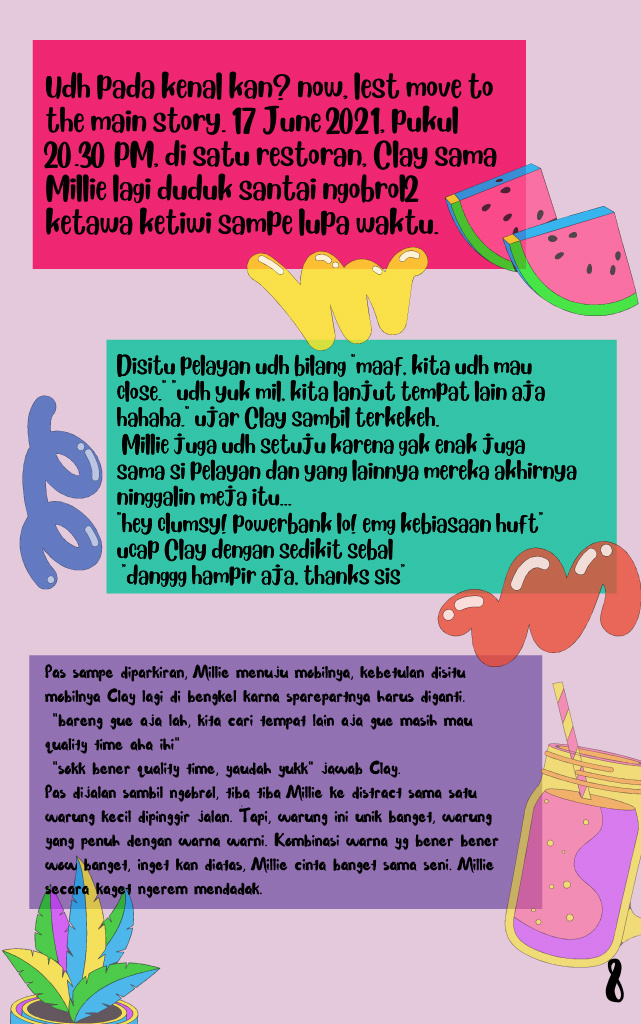 Udh pada kenal kan? now, lest move to
the main story. 17 June 2021, pukul
20.30 PM, di satu restoran, Clay sama
Millie lagi duduk santai ngobrol2
ketawa ketiwi sampe lupa waktu.
Disitu pelayan udh bilang "maaf, kita udh mau
close." "udh yuk mil, kita lanjut tempat lain aja
hahaha." ujar Clay sambil terkekeh.
Millie juga udh setuju karena gak enak juga
sama si pelayan dan yang lainnya mereka akhirnya
ninggalin meja itu...
"hey clumsy! powerbank lo! emg kebiasaan huft"
ucap Clay dengan sedikit sebal
"danggg hampir aja, thanks sis"
Pas sampe diparkiran, Millie menuju mobilnya, kebetulan disitu
mobilnya Clay lagi di bengkel karna sparepartnya harus diganti.
"bareng gue aja lah, kita cari tempat lain aja gue masih mau
quality time aha ihi"
"sokk bener quality time, yaudah yukk" jawab Clay.
Pas dijalan sambil ngobrol, tiba tiba Millie ke distract sama satu
warung kecil dipinggir jalan. Tapi, warung ini unik banget, warung
yang penuh dengan warna warni. Kombinasi warna yg bener bener
wow banget, inget kan diatas, Millie cinta banget sama seni. Millie
secara kaget ngerem mendadak.
8